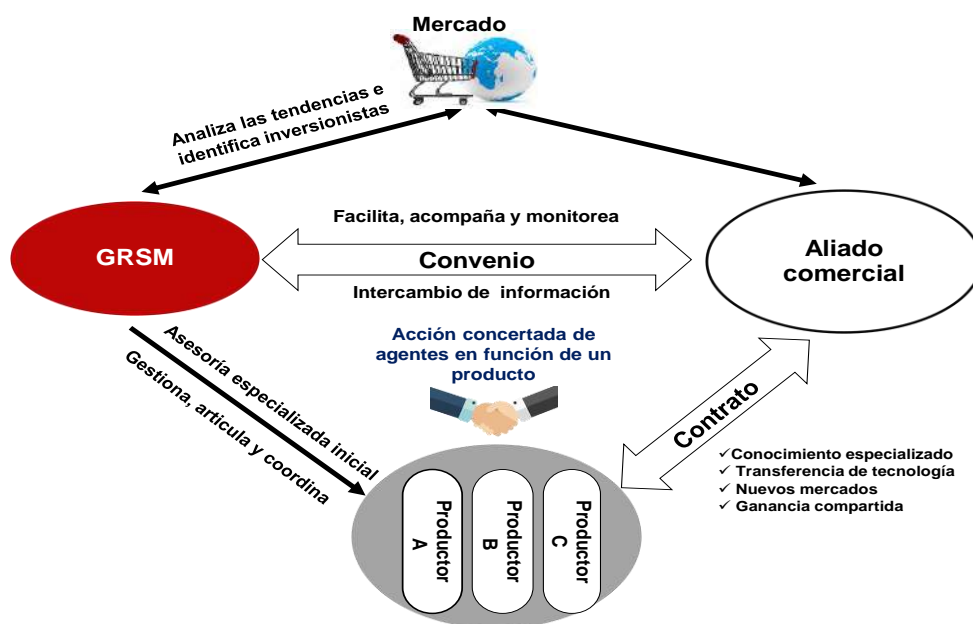 Mercado
Analiza las tendencias e
identifica inversionistas
GRSM
Facilita, acompaña y monitorea
Convenio
Intercambio de información
Aliado
comercial
Acción concertada de
agentes en función de un
producto
Asesoría especializada inicial
Gestiona, articula y coordina
Contrato
✓Conocimiento especializado
✓ Transferencia de tecnología
✓ Nuevos mercados
✓ Ganancia compartida
Productor
A
Productor
B
Productor
C